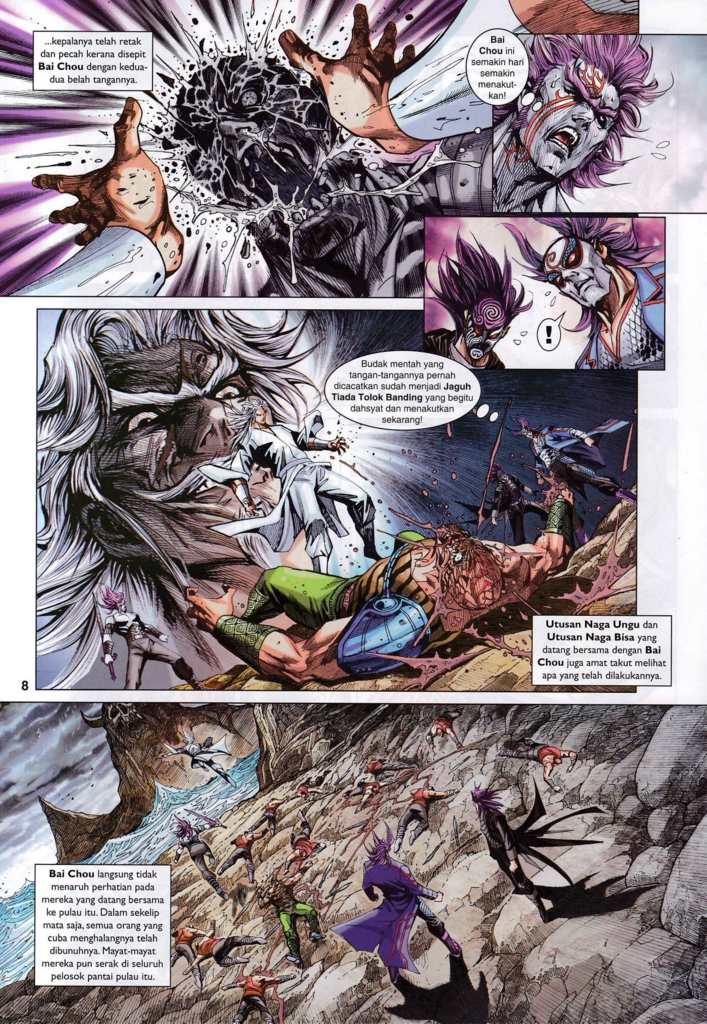 ...kepalanya telah retak
dan pecah kerana disepit
Bai Chou dengan kedua-
dua belah tangannya.
Bai
Chou ini
semakin hari
semakin
menakut-
kan!
!
Budak mentah yang
tangan-tangannya pernah
dicacatkan sudah menjadi Jaguh
Tiada Tolok Banding yang begitu
dahsyat dan menakutkan
sekarang!
Utusan Naga Ungu dan
Utusan Naga Bisa yang
datang bersama dengan Bai
Chou juga amat takut melihat
apa yang telah dilakukannya.
8
Bai Chou langsung tidak
menaruh perhatian pada
mereka yang datang bersama
ke pulau itu. Dalam sekelip
mata saja, semua orang yang
cuba menghalangnya telah
dibunuhnya. Mayat-mayat
mereka pun serak di seluruh
pelosok pantai pulau itu.